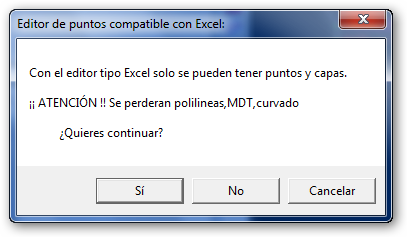 Editor de puntos compatible con Excel:
Con el editor tipo Excel solo se pueden tener puntos y capas.
¡¡ ATENCIÓN !! Se perderan polilineas,MDT,curvado
¿Quieres continuar?
Sí
No
Cancelar